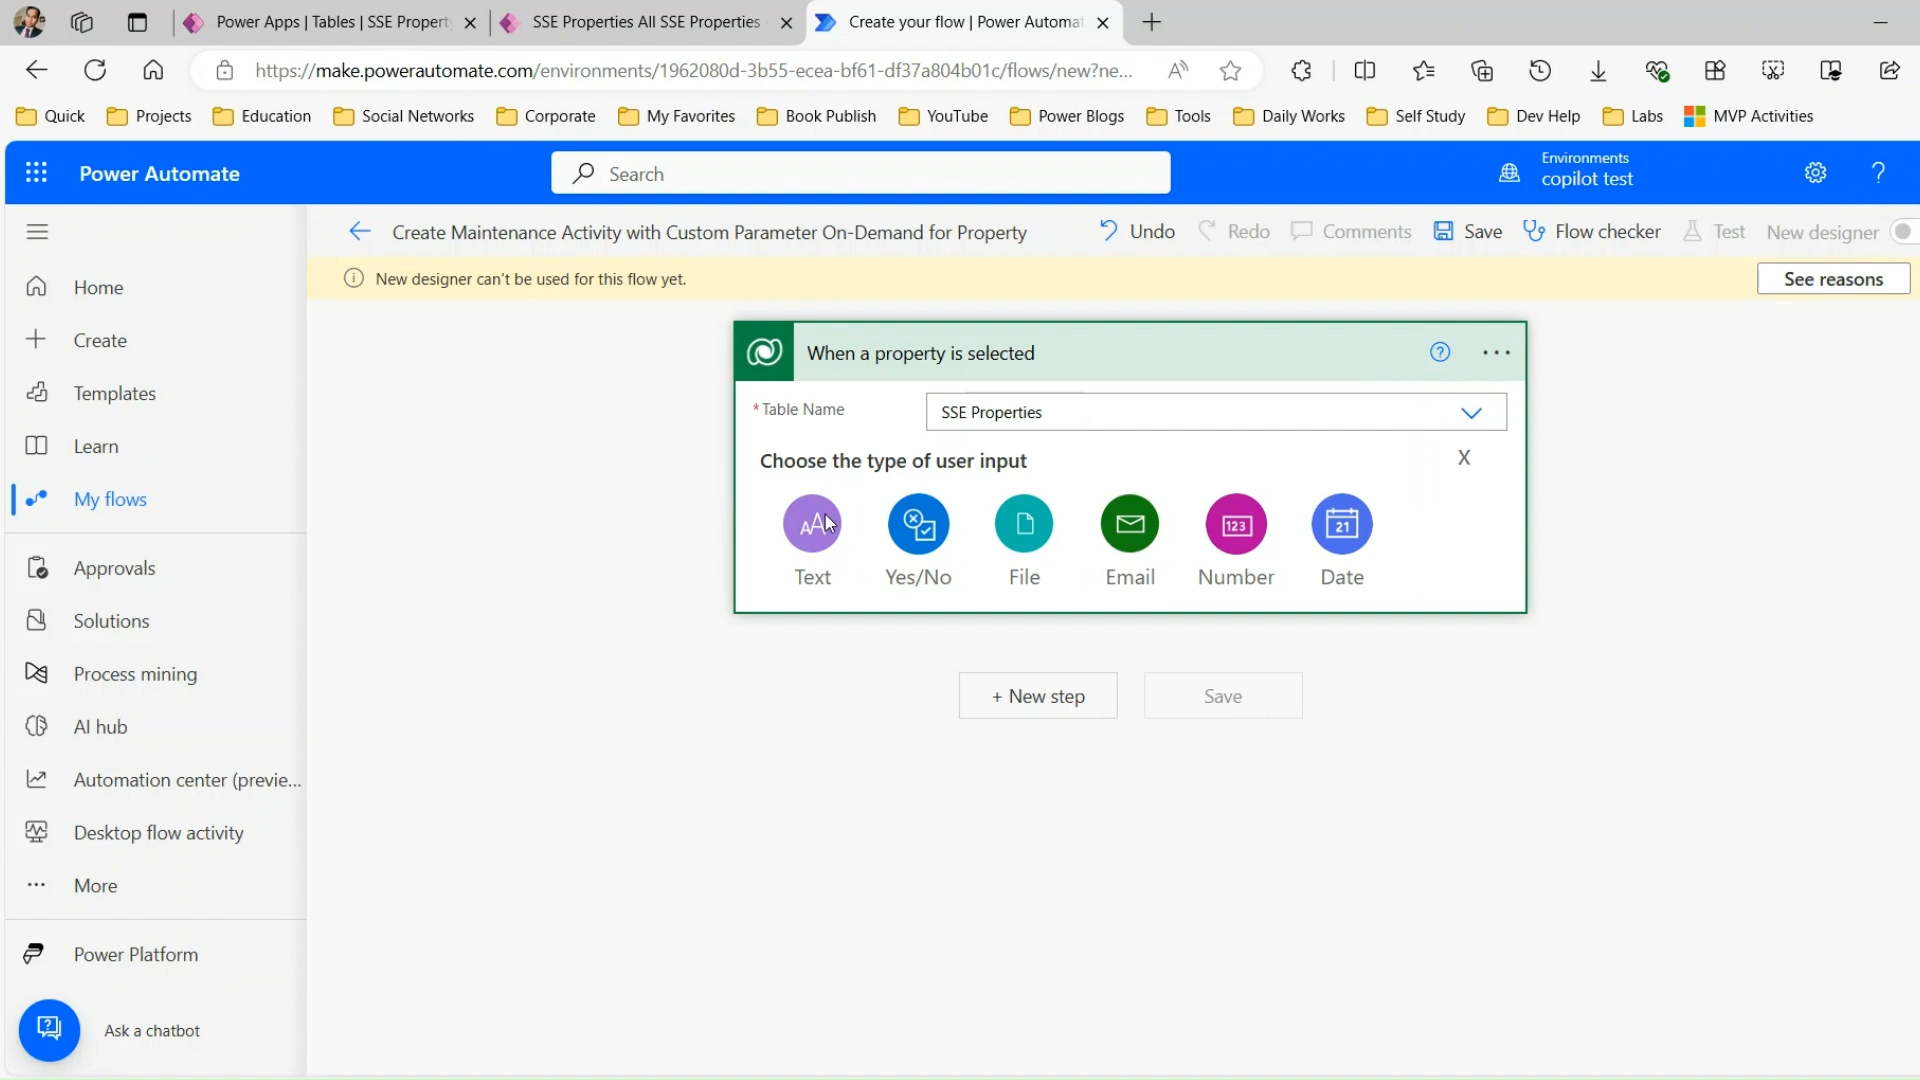 Power Apps | Tables | SSE Propert
SSE Properties All SSE Properties
Create your flow | Power Automat
https://make.powerautomate.com/environments/1962080d-3b55-ecea-bf61-df37a804b01c/flows/new?ne...
Quick
Projects
Education
Social Networks
Corporate
My Favorites
Book Publish
YouTube
Power Blogs
Tools
Daily Works
Self Study
Dev Help
Labs
MVP Activities
Power Automate
Search
Environments
copilot test
Create Maintenance Activity with Custom Parameter On-Demand for Property
Undo
Redo
Comments
Save
Flow checker
Test
New designer
New designer can't be used for this flow yet.
See reasons
Home
Create
Templates
Learn
My flows
Approvals
Solutions
Process mining
AI hub
Automation center (previe...
Desktop flow activity
More
Power Platform
Ask a chatbot
When a property is selected
* Table Name
SSE Properties
Choose the type of user input
X
Text
Yes/No
File
Email
123
Number
21
Date
+ New step
Save